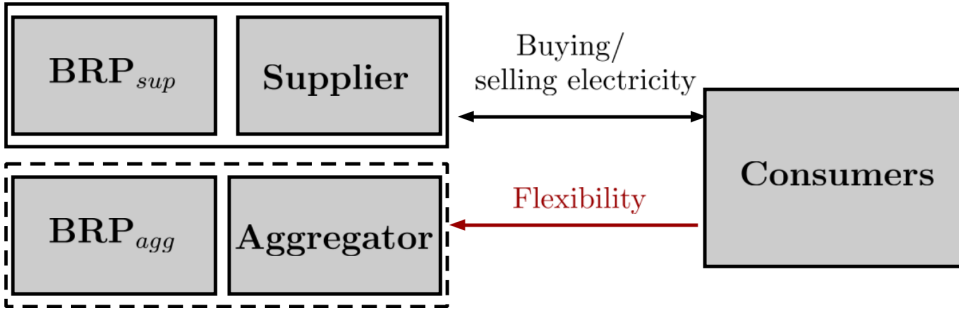 BRP_sup
Supplier
Buying/
selling electricity
BRP_agg
Aggregator
Flexibility
Consumers